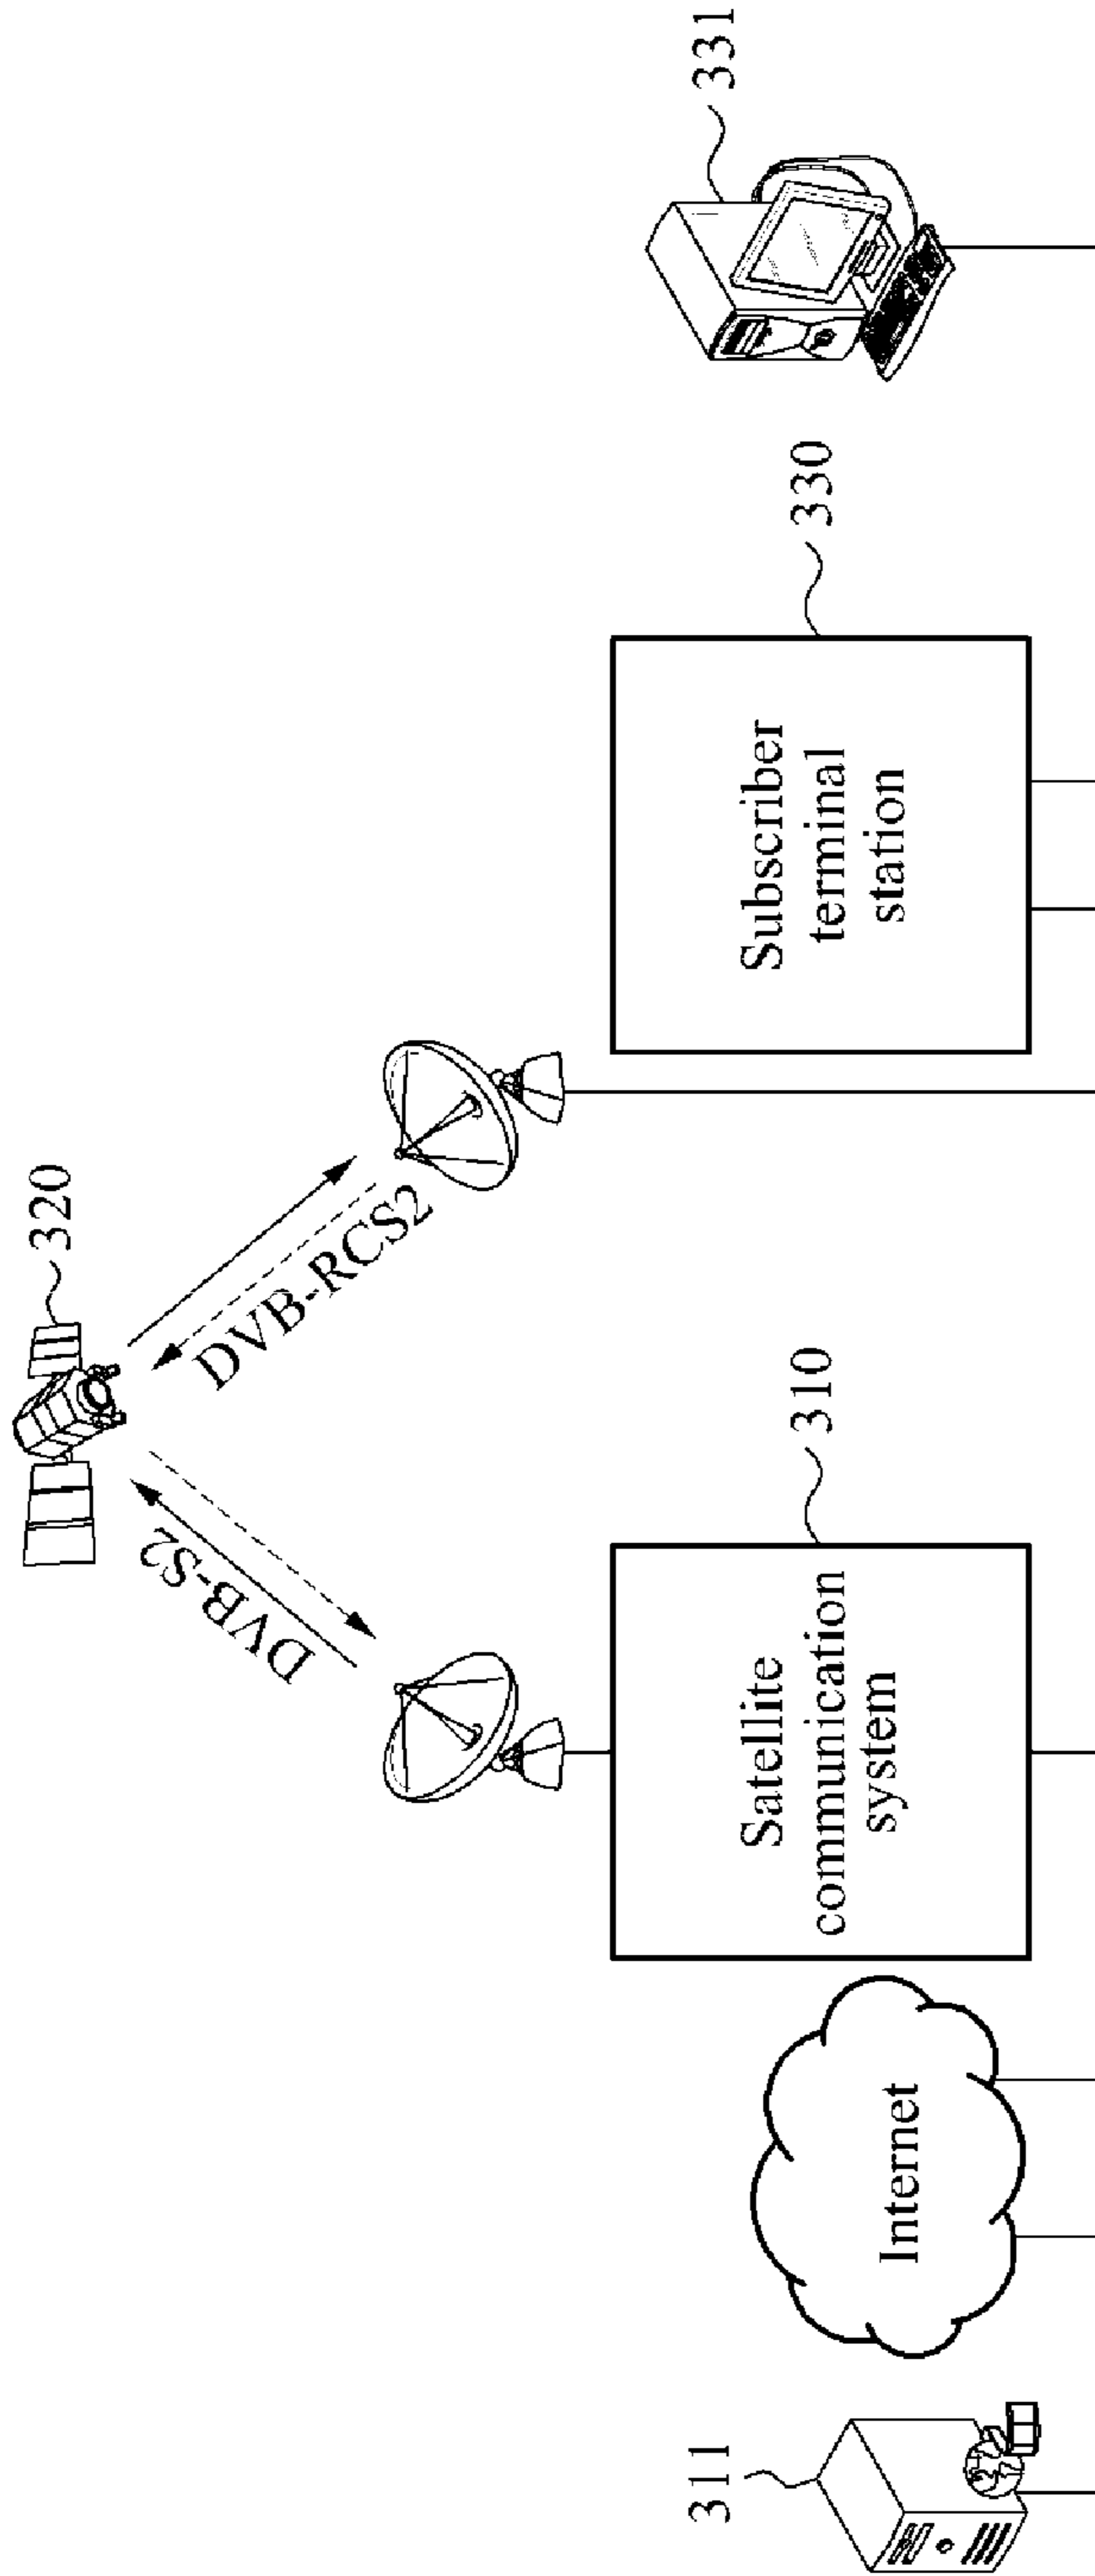 320
DVB-S2
DVB-RCS2
311
Internet
Satellite
communication
system
310
Subscriber
terminal
station
330
331